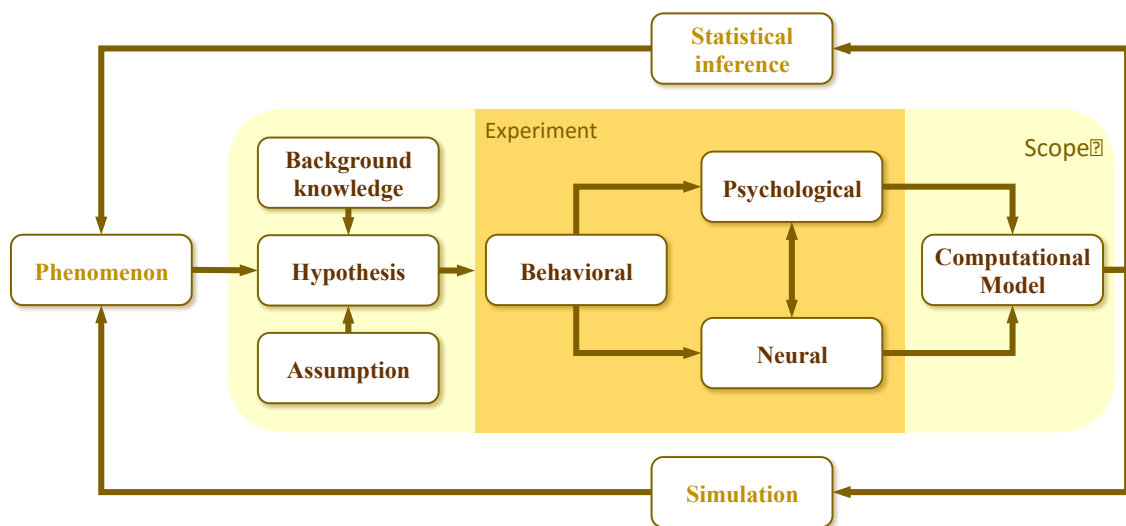 Statistical
inference
Experiment
Scope
Background
knowledge
Psychological
Phenomenon
Hypothesis
Behavioral
Computational
Model
Assumption
Neural
Simulation